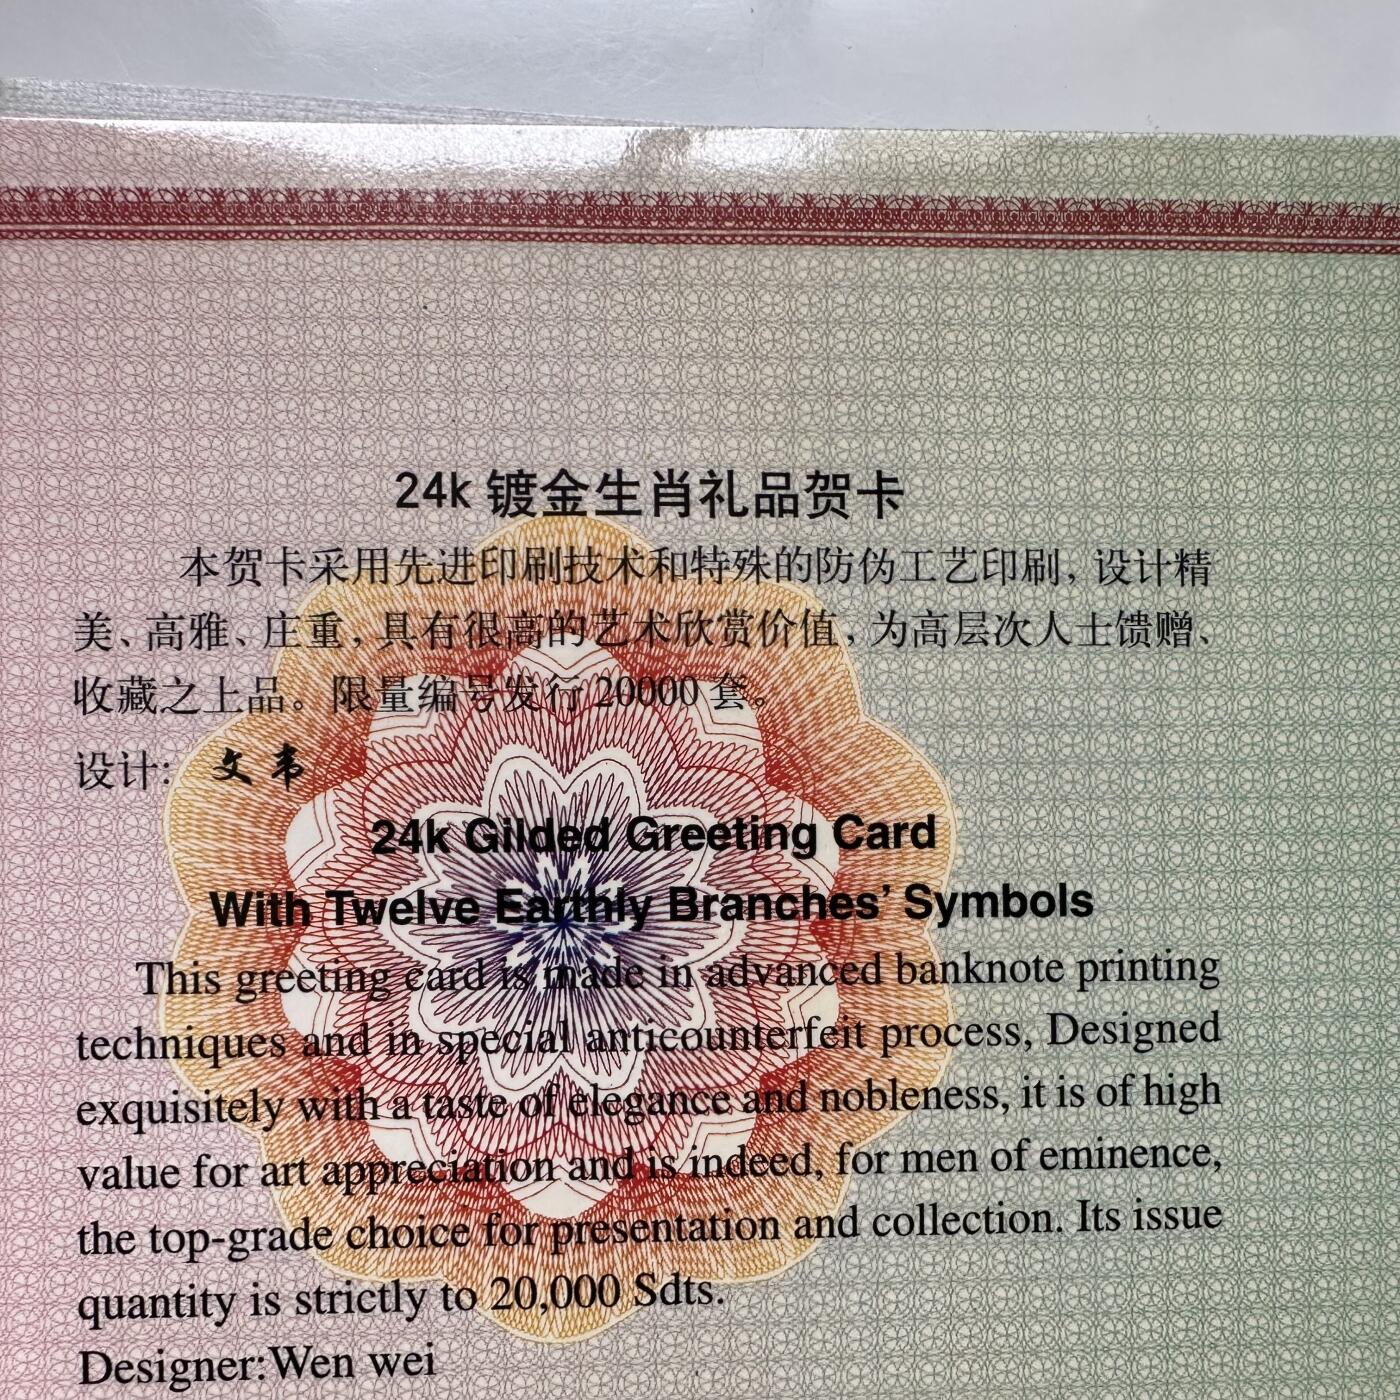 24k 镀金生肖礼品贺卡
本贺卡采用先进印刷技术和特殊的防伪工艺印刷, 设计精
美、高雅、庄重, 具有很高的艺术欣赏价值, 为高层次人士馈赠、
收藏之上品。限量编号发行 20000 套。
设计: 文韦
24k Gilded Greeting Card
With Twelve Earthly Branches' Symbols
This greeting card is made in advanced banknote printing
techniques and in special anticounterfeit process, Designed
exquisitely with a taste of elegance and nobleness, it is of high
value for art appreciation and is indeed, for men of eminence,
the top-grade choice for presentation and collection. Its issue
quantity is strictly to 20,000 Sdts.
Designer:Wen wei